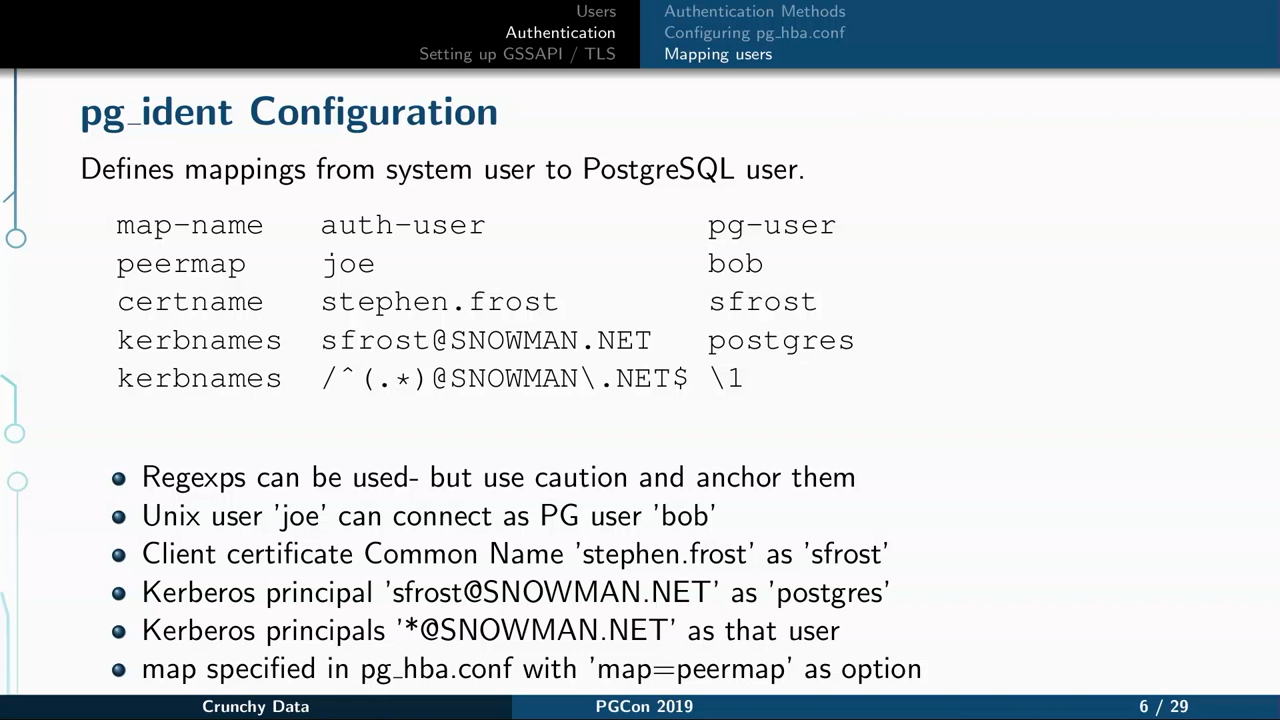 Users
Authentication
Setting up GSSAPI / TLS
Authentication Methods
Configuring pg_hba.conf
Mapping users
pg_ident Configuration
Defines mappings from system user to PostgreSQL user.
map-name auth-user pg-user
peermap joe bob
certname stephen.frost sfrost
kerbnames sfrost@SNOWMAN.NET postgres
kerbnames /^(.*)@SNOWMAN\.NET$ \1
Regexps can be used- but use caution and anchor them
Unix user 'joe' can connect as PG user 'bob'
Client certificate Common Name 'stephen.frost' as 'sfrost'
Kerberos principal 'sfrost@SNOWMAN.NET' as 'postgres'
Kerberos principals '*@SNOWMAN.NET' as that user
map specified in pg_hba.conf with 'map=peermap' as option
Crunchy Data PGCon 2019 6 / 29